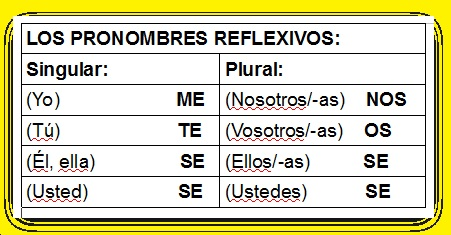 LOS PRONOMBRES REFLEXIVOS:
Singular: Plural:
(Yo) ME (Nosotros/-as) NOS
(Tú) TE (Vosotros/-as) OS
(Él, ella) SE (Ellos/-as) SE
(Usted) SE (Ustedes) SE